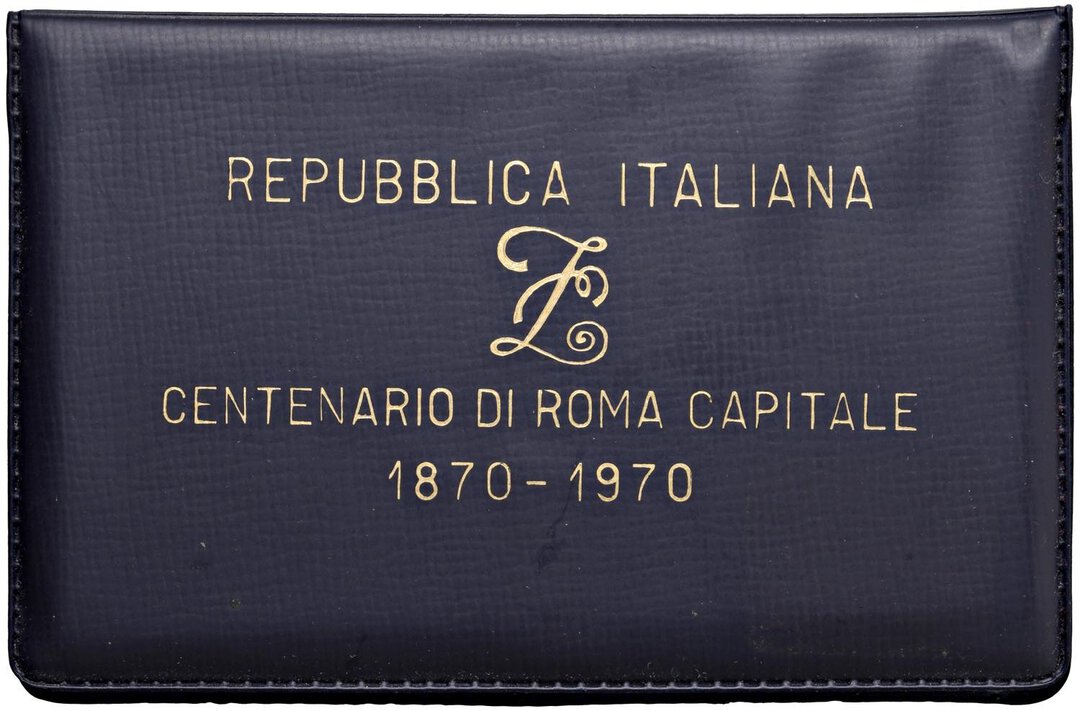 REPUBBLICA ITALIANA
CENTENARIO DI ROMA CAPITALE
1870-1970